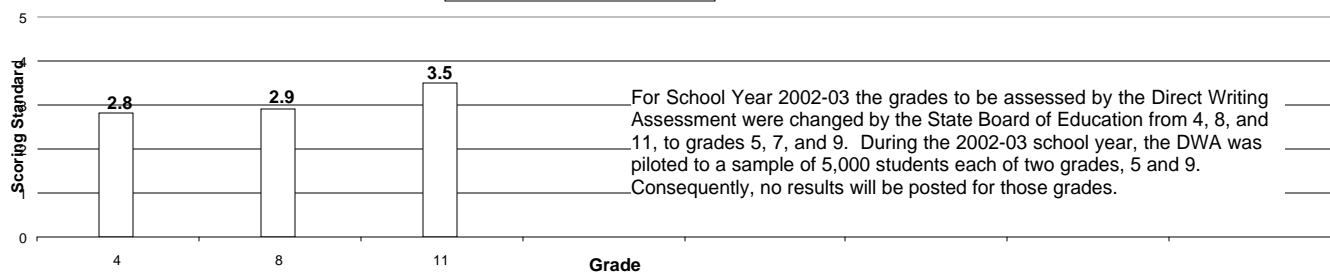 5
4
3
2
1
0
Scoring Standard
2.8
2.9
3.5
4
8
11
Grade
For School Year 2002-03 the grades to be assessed by the Direct Writing
Assessment were changed by the State Board of Education from 4, 8, and
11, to grades 5, 7, and 9. During the 2002-03 school year, the DWA was
piloted to a sample of 5,000 students each of two grades, 5 and 9.
Consequently, no results will be posted for those grades.